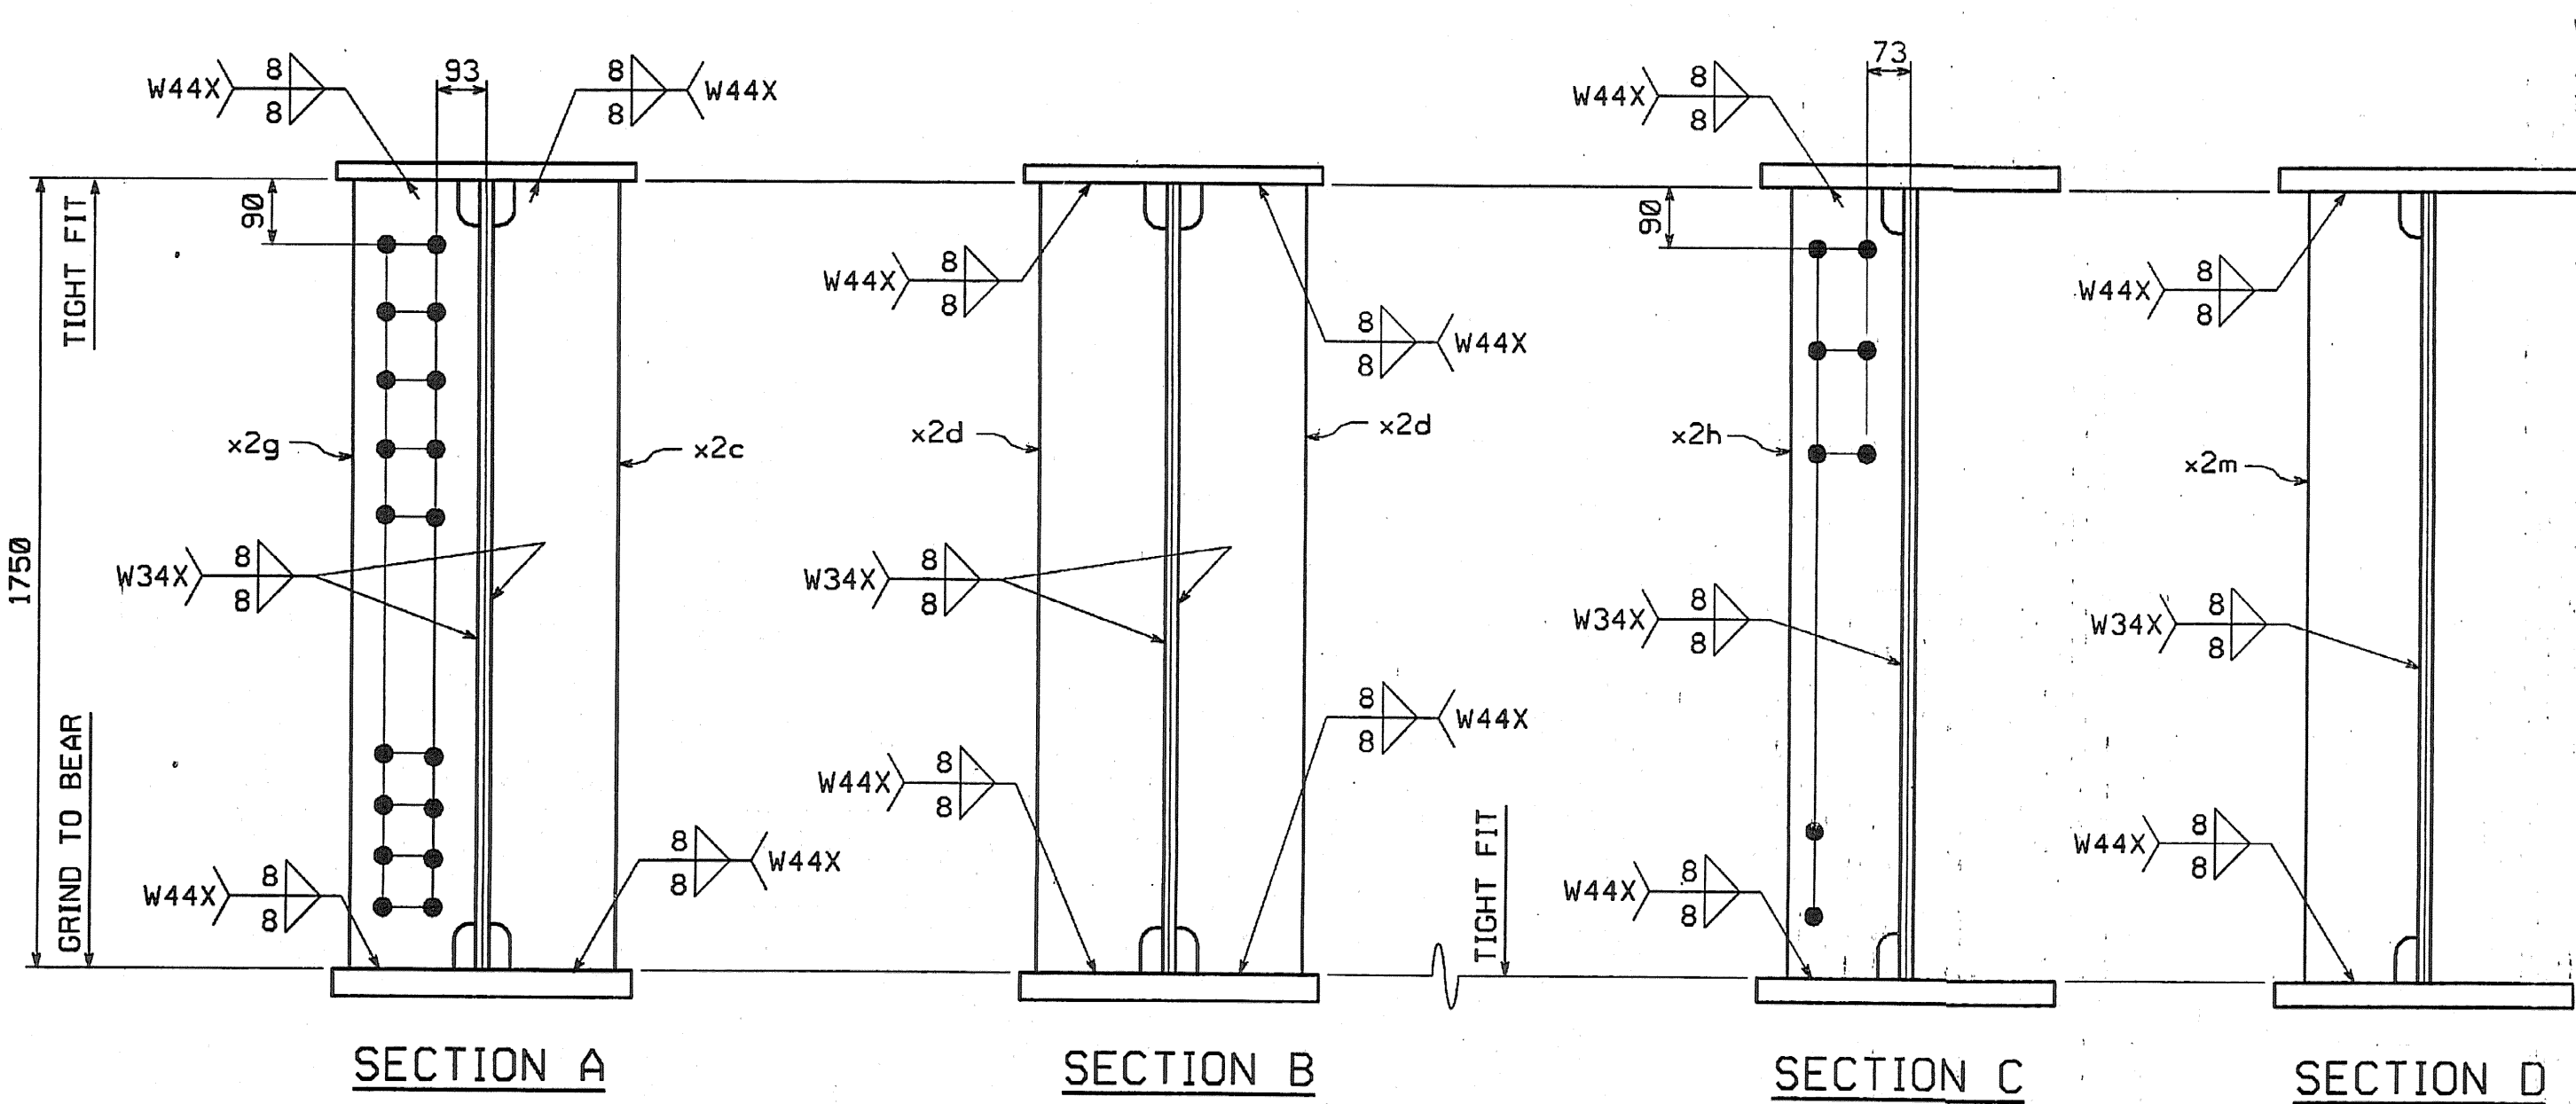 W44X 8 8
93
8 8 W44X
90
TIGHT FIT
1750
x2g
x2c
W34X 8 8
GRIND TO BEAR
W44X 8 8
8 8 W44X
SECTION A
W44X 8 8
8 8 W44X
x2d
x2d
W34X 8 8
8 8 W44X
W44X 8 8
SECTION B
W44X 8 8
73
90
x2h
W34X 8 8
TIGHT FIT
W44X 8 8
SECTION C
W44X 8 8
x2m
W34X 8 8
W44X 8 8
SECTION D